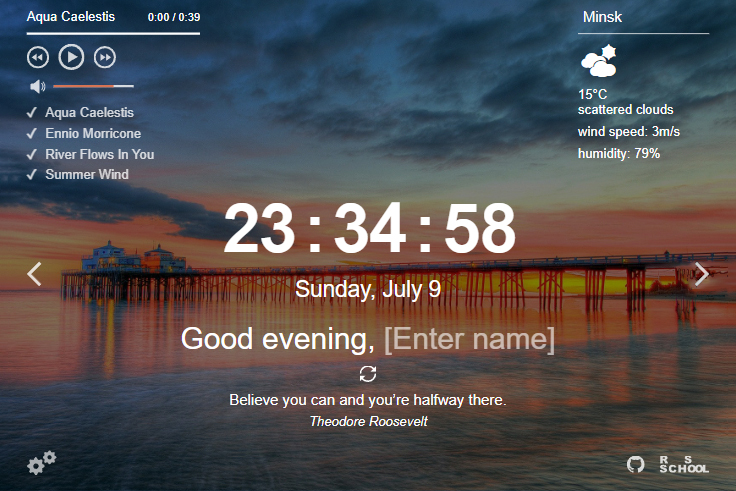 Aqua Caelestis 0:00 / 0:39
Aqua Caelestis
Ennio Morricone
River Flows In You
Summer Wind
Minsk
15°C
scattered clouds
wind speed: 3m/s
humidity: 79%
23:34:58
Sunday, July 9
Good evening, [Enter name]
Believe you can and you’re halfway there.
Theodore Roosevelt
R S
SCHOOL